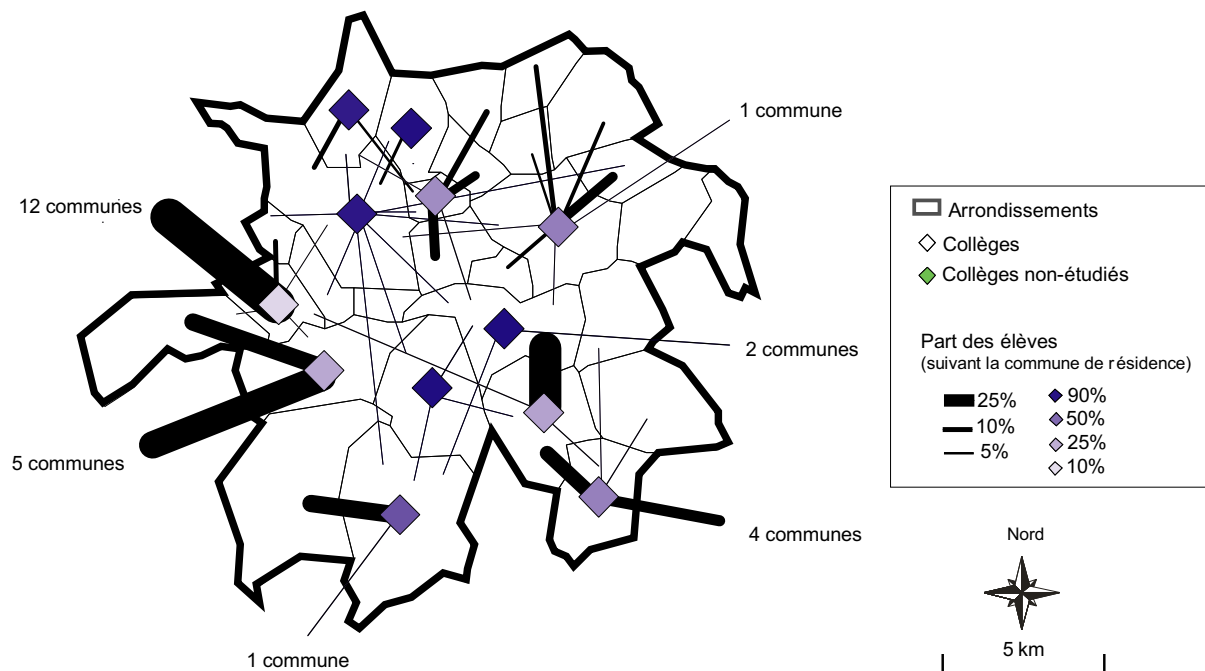 1 commune
12 communes
Arrondissements
Collèges
Collèges non-étudiés
Part des élèves
(suivant la commune de résidence)
25%
10%
5%
90%
50%
25%
10%
2 communes
5 communes
4 communes
Nord
5 km
1 commune